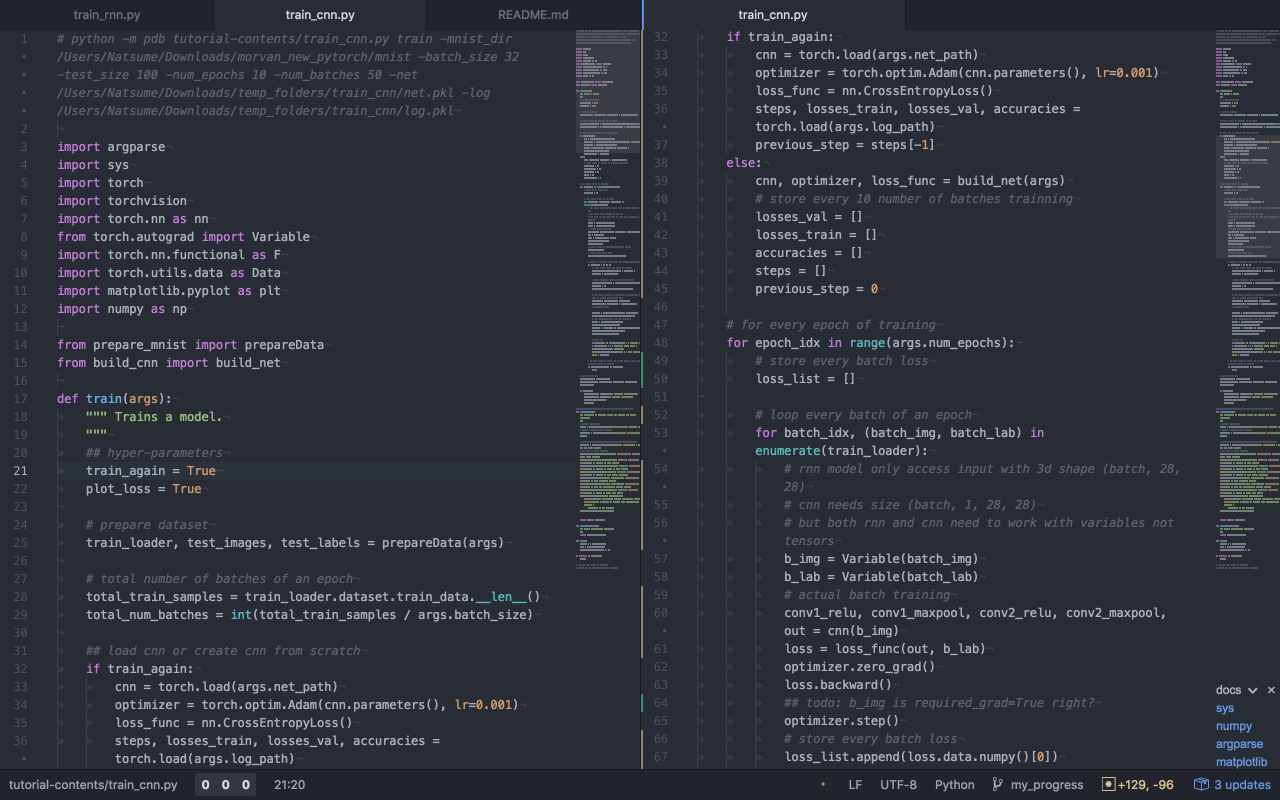 train_rnn.py
train_cnn.py
README.md
train_cnn.py
1 # python -m pdb tutorial-contents/train_cnn.py train -mnist_dir
• /Users/Natsume/Downloads/morvan_new_pytorch/mnist -batch_size 32
• -test_size 100 -num_epochs 10 -num_batches 50 -net
• /Users/Natsume/Downloads/temp_folders/train_cnn/net.pkl -log
• /Users/Natsume/Downloads/temp_folders/train_cnn/log.pkl
2
3 import argparse
4 import sys
5 import torch
6 import torchvision
7 import torch.nn as nn
8 from torch.autograd import Variable
9 import torch.nn.functional as F
10 import torch.utils.data as Data
11 import matplotlib.pyplot as plt
12 import numpy as np
13
14 from prepare_mnist import prepareData
15 from build_cnn import build_net
16
17 def train(args):
18 """ Trains a model.
19 """
20 ## hyper-parameters
21 train_again = True
22 plot_loss = True
23
24 # prepare dataset
25 train_loader, test_images, test_labels = prepareData(args)
26
27 # total number of batches of an epoch
28 total_train_samples = train_loader.dataset.train_data.__len__()
29 total_num_batches = int(total_train_samples / args.batch_size)
30
31 ## load cnn or create cnn from scratch
32 if train_again:
33 cnn = torch.load(args.net_path)
34 optimizer = torch.optim.Adam(cnn.parameters(), lr=0.001)
35 loss_func = nn.CrossEntropyLoss()
36 steps, losses_train, losses_val, accuracies =
• torch.load(args.log_path)
32 if train_again:
33 cnn = torch.load(args.net_path)
34 optimizer = torch.optim.Adam(cnn.parameters(), lr=0.001)
35 loss_func = nn.CrossEntropyLoss()
36 steps, losses_train, losses_val, accuracies =
• torch.load(args.log_path)
37 previous_step = steps[-1]
38 else:
39 cnn, optimizer, loss_func = build_net(args)
40 # store every 10 number of batches trainning
41 losses_val = []
42 losses_train = []
43 accuracies = []
44 steps = []
45 previous_step = 0
46
47 # for every epoch of training
48 for epoch_idx in range(args.num_epochs):
49 # store every batch loss
50 loss_list = []
51
52 # loop every batch of an epoch
53 for batch_idx, (batch_img, batch_lab) in
• enumerate(train_loader):
54 # rnn model only access input with 3d shape (batch, 28,
• 28)
55 # cnn needs size (batch, 1, 28, 28)
56 # but both rnn and cnn need to work with variables not
• tensors
57 b_img = Variable(batch_img)
58 b_lab = Variable(batch_lab)
59 # actual batch training
60 conv1_relu, conv1_maxpool, conv2_relu, conv2_maxpool,
• out = cnn(b_img)
61 loss = loss_func(out, b_lab)
62 optimizer.zero_grad()
63 loss.backward()
64 ## todo: b_img is required_grad=True right?
65 optimizer.step()
66 # store every batch loss
67 loss_list.append(loss.data.numpy()[0])
docs
sys
numpy
argparse
matplotlib
tutorial-contents/train_cnn.py 0 0 0 21:20 LF UTF-8 Python my_progress +129, -96 3 updates